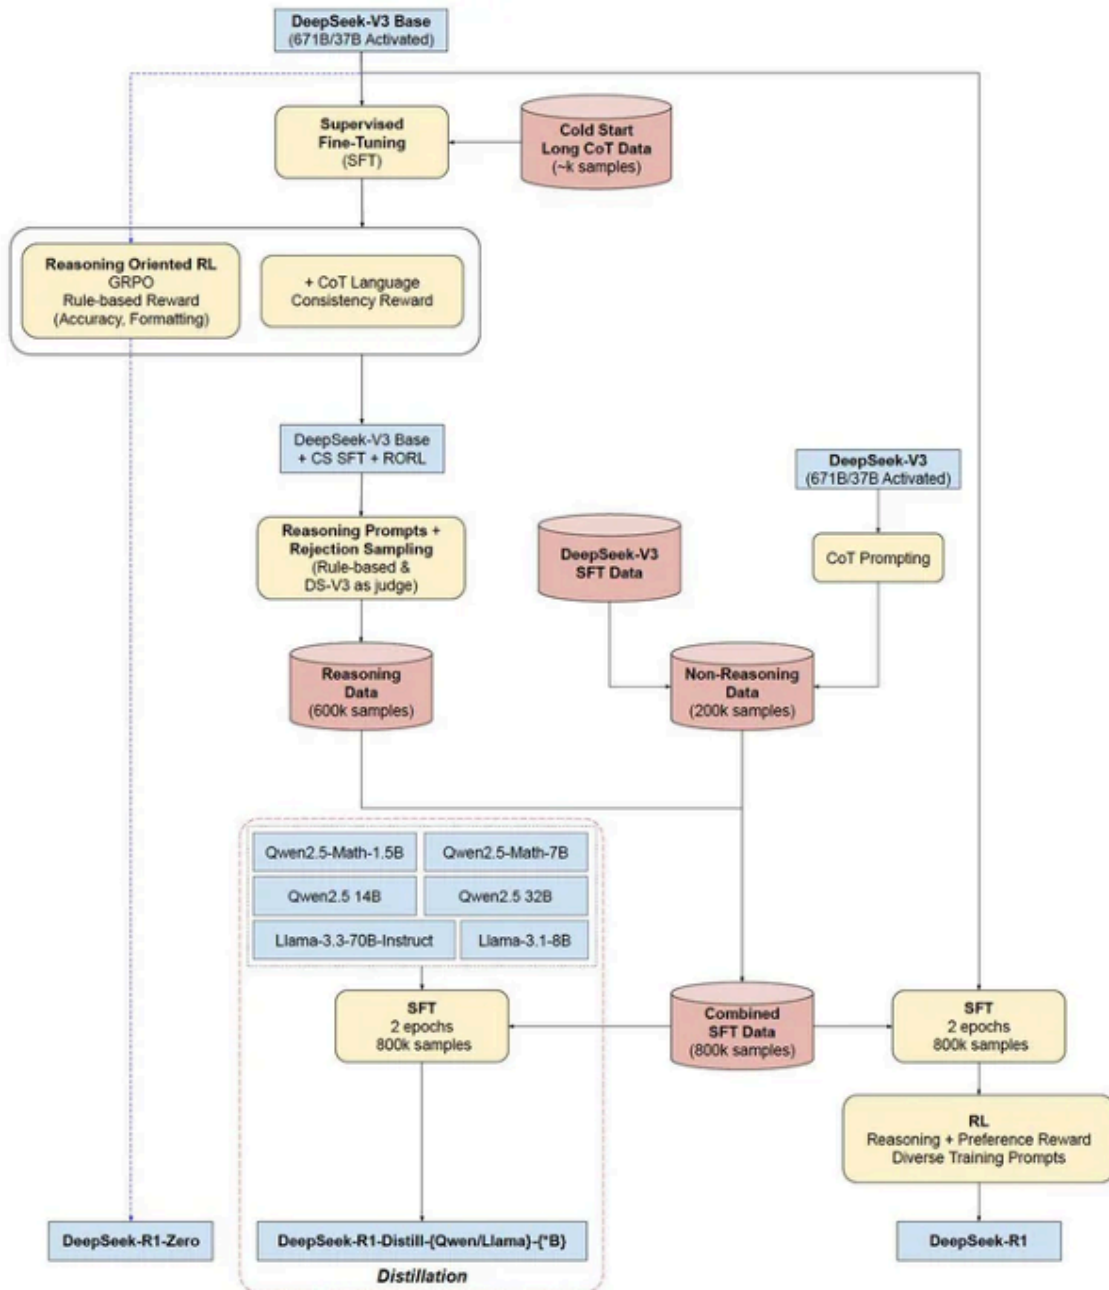 DeepSeek-V3 Base
(671B/37B Activated)
Supervised
Fine-Tuning
(SFT)
Cold Start
Long CoT Data
(~k samples)
Reasoning Oriented RL
GRPO
Rule-based Reward
(Accuracy, Formatting)
+ CoT Language
Consistency Reward
DeepSeek-V3 Base
+ CS SFT + RORL
DeepSeek-V3
(671B/37B Activated)
Reasoning Prompts +
Rejection Sampling
(Rule-based &
DS-V3 as judge)
DeepSeek-V3
SFT Data
CoT Prompting
Reasoning
Data
(600k samples)
Non-Reasoning
Data
(200k samples)
Qwen2.5-Math-1.5B
Qwen2.5-Math-7B
Qwen2.5 14B
Qwen2.5 32B
Llama-3.3-70B-Instruct
Llama-3.1-8B
SFT
2 epochs
800k samples
Combined
SFT Data
(800k samples)
SFT
2 epochs
800k samples
RL
Reasoning + Preference Reward
Diverse Training Prompts
DeepSeek-R1-Zero
DeepSeek-R1-Distill-{Qwen/Llama}-{*B}
DeepSeek-R1
Distillation